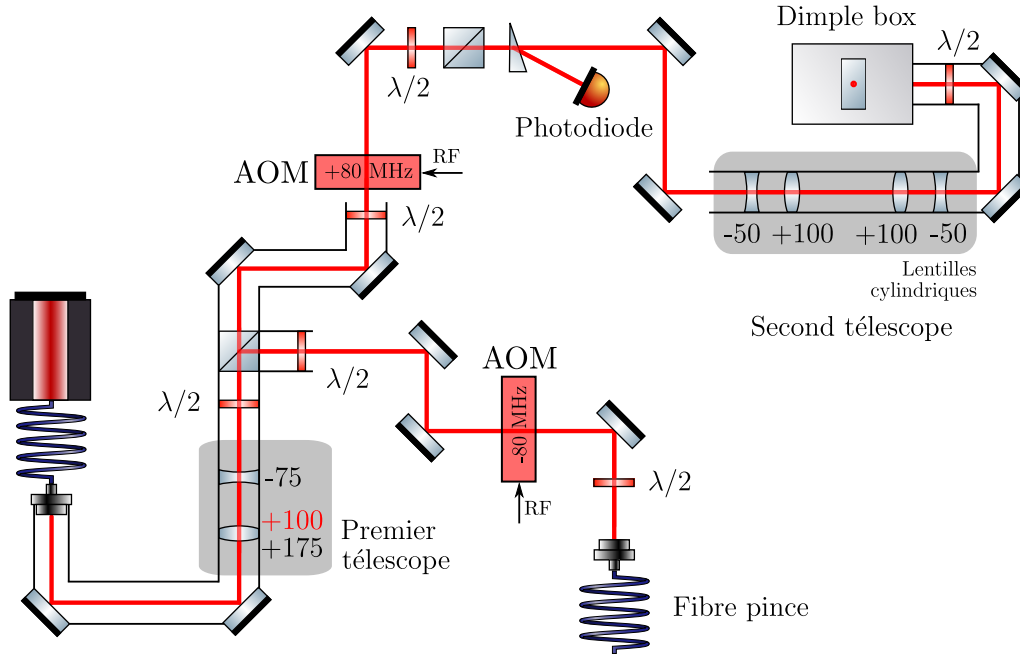 Dimple box
λ/2
λ/2
Photodiode
AOM
+80 MHz
RF
λ/2
-50
+100
+100
-50
Lentilles
cylindriques
Second télescope
AOM
-80 MHz
RF
λ/2
λ/2
λ/2
-75
+100
+175
Premier
télescope
Fibre pince